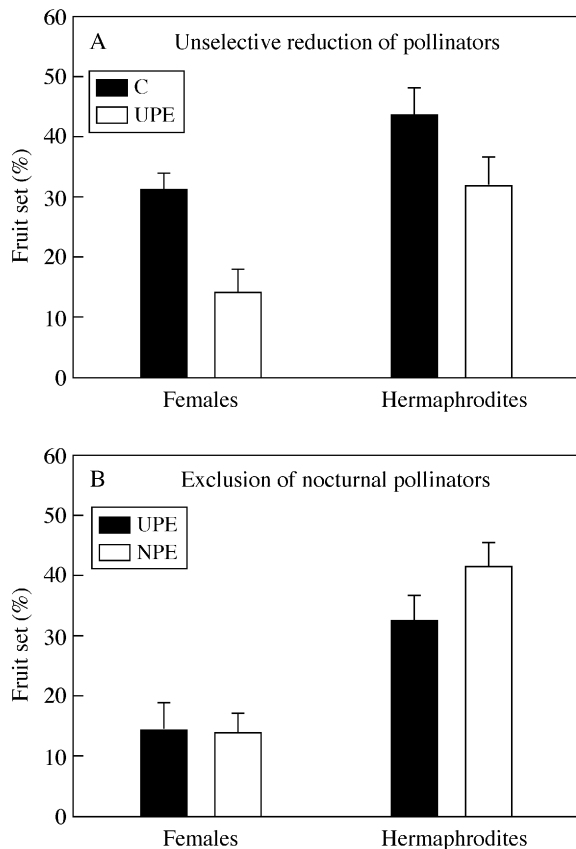 A Unselective reduction of pollinators
C
UPE
Fruit set (%)
60
50
40
30
20
10
0
Females Hermaphrodites
B Exclusion of nocturnal pollinators
UPE
NPE
Fruit set (%)
60
50
40
30
20
10
0
Females Hermaphrodites